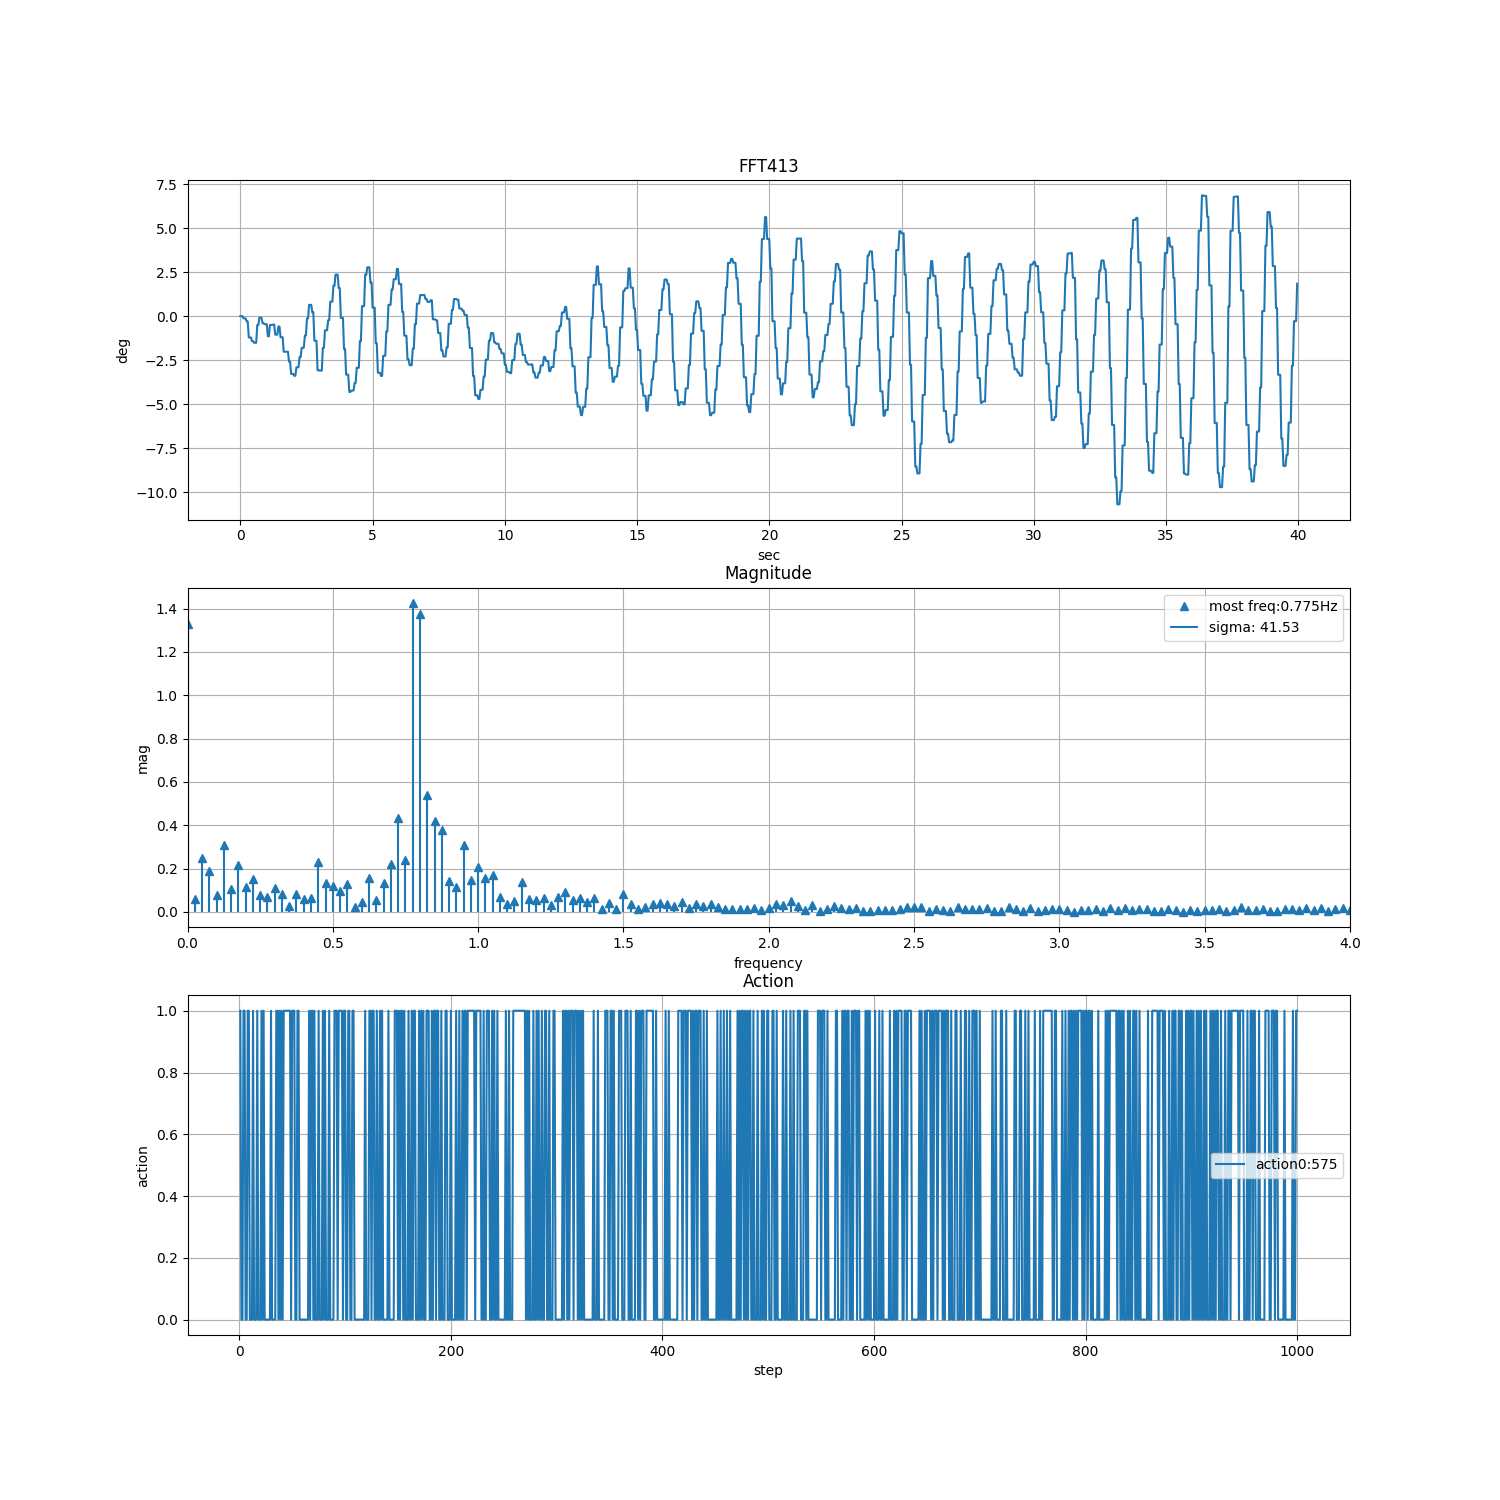 FFT413
7.5
5.0
2.5
0.0
−2.5
−5.0
−7.5
−10.0
deg
0 5 10 15 20 25 30 35 40
sec
Magnitude
1.4
1.2
1.0
0.8
0.6
0.4
0.2
0.0
mag
most freq:0.775Hz
sigma: 41.53
0.0 0.5 1.0 1.5 2.0 2.5 3.0 3.5 4.0
frequency
Action
1.0
0.8
0.6
0.4
0.2
0.0
action
action0:575
0 200 400 600 800 1000
step